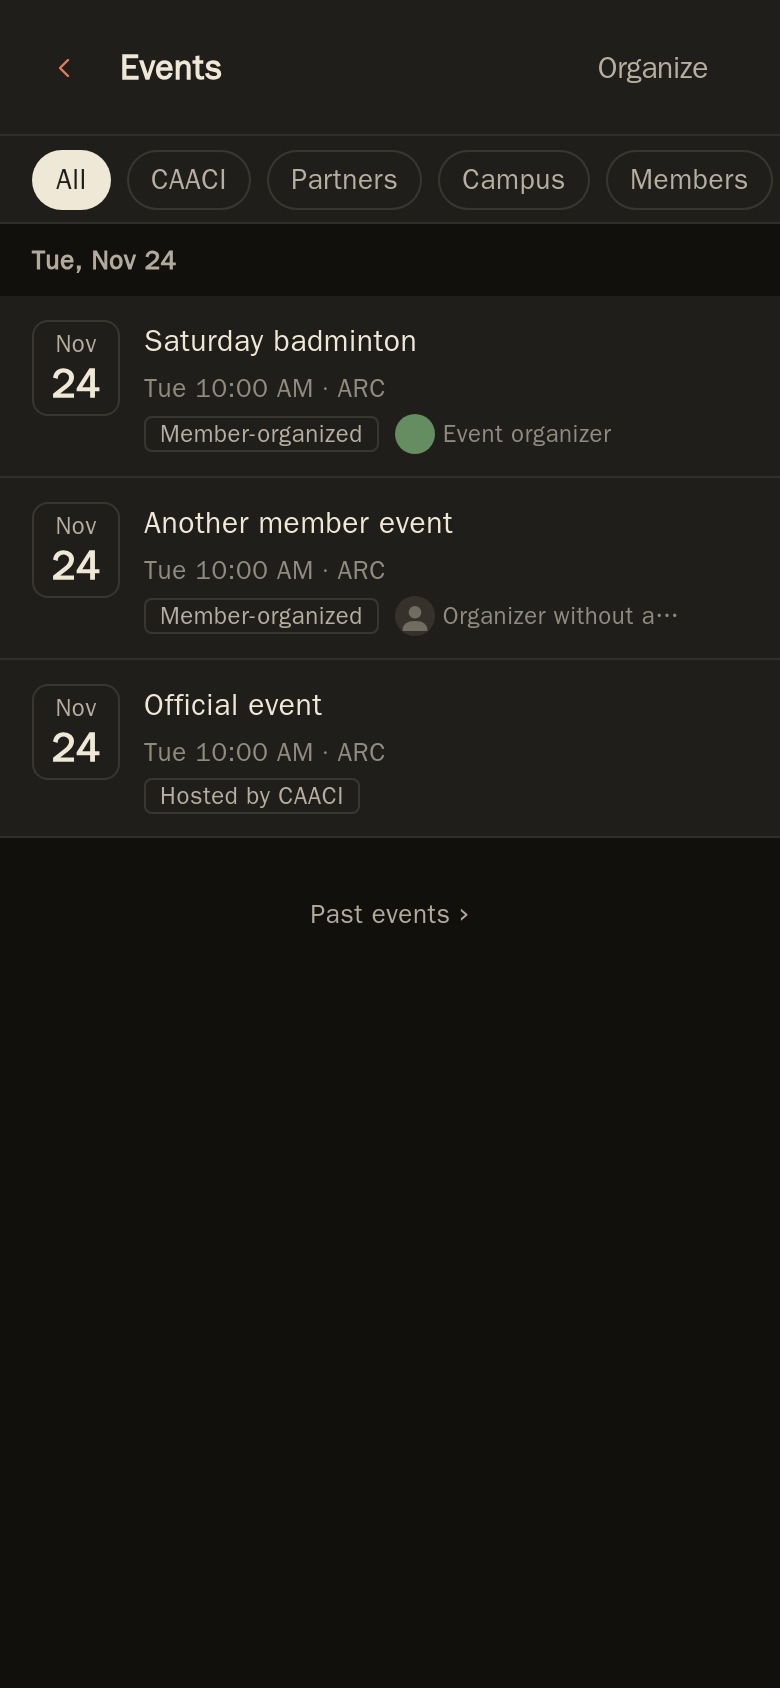 Events
Organize
All
CAACI
Partners
Campus
Members
Tue, Nov 24
Nov
24
Saturday badminton
Tue 10:00 AM · ARC
Member-organized
Event organizer
Nov
24
Another member event
Tue 10:00 AM · ARC
Member-organized
Organizer without a···
Nov
24
Official event
Tue 10:00 AM · ARC
Hosted by CAACI
Past events ›